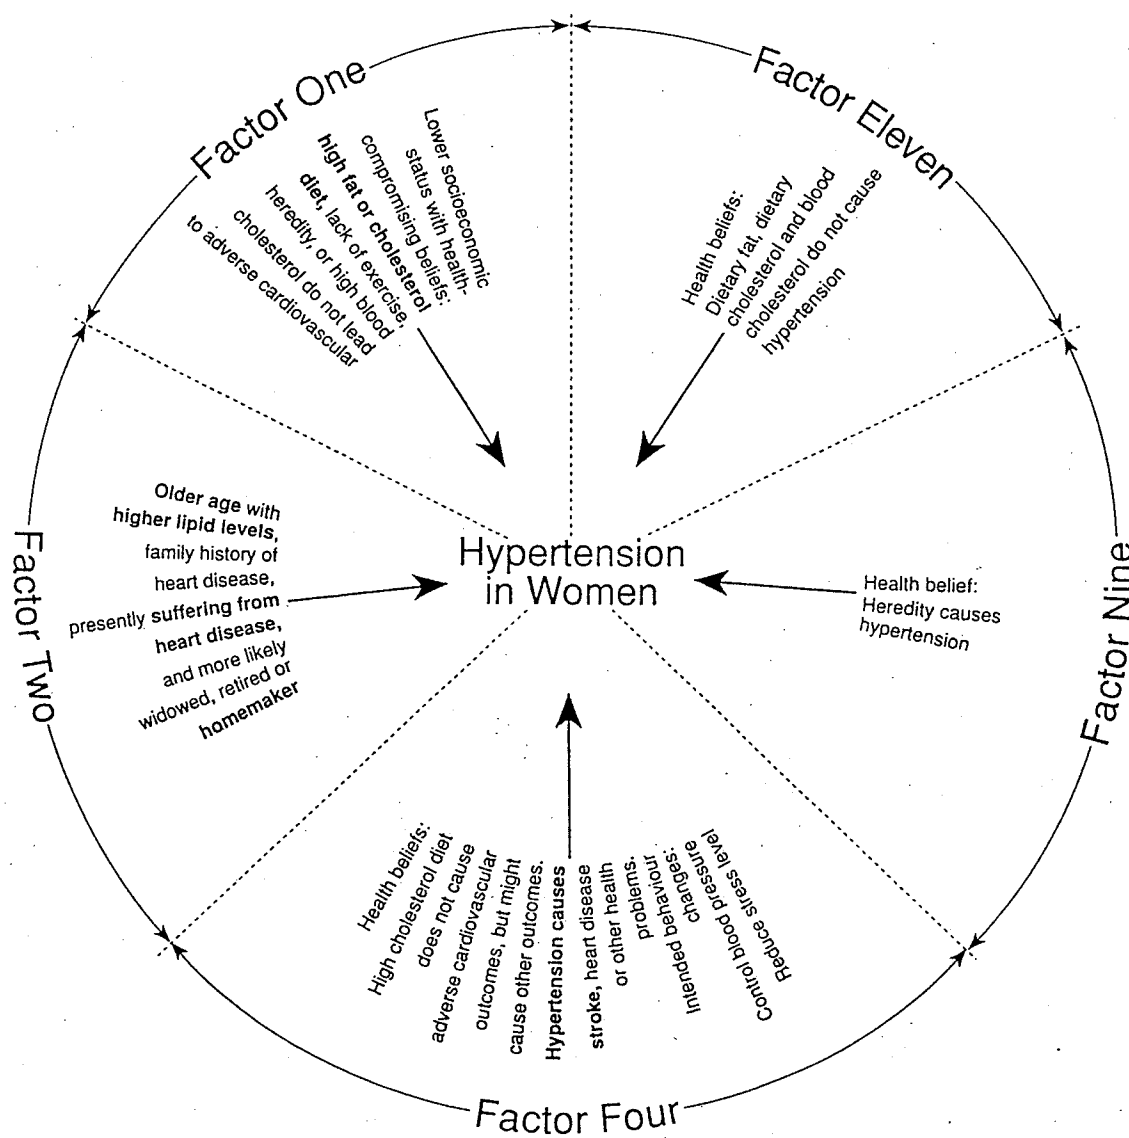 Factor One
Lower socioeconomic
status with health-
compromising beliefs:
high fat or cholesterol
diet, lack of exercise,
heredity, or high blood
cholesterol do not lead
to adverse cardiovascular
Factor Eleven
Health beliefs:
Dietary fat, dietary
cholesterol and blood
cholesterol do not cause
hypertension
Factor Two
Older age with
higher lipid levels,
family history of
heart disease,
presently suffering from
heart disease,
and more likely
widowed, retired or
homemaker
Hypertension
in Women
Factor Nine
Health belief:
Heredity causes
hypertension
Factor Four
Health beliefs:
High cholesterol diet
does not cause
adverse cardiovascular
outcomes, but might
cause other outcomes.
Hypertension causes
stroke, heart disease
or other health
problems.
Intended behaviour
changes:
Control blood pressure
Reduce stress level